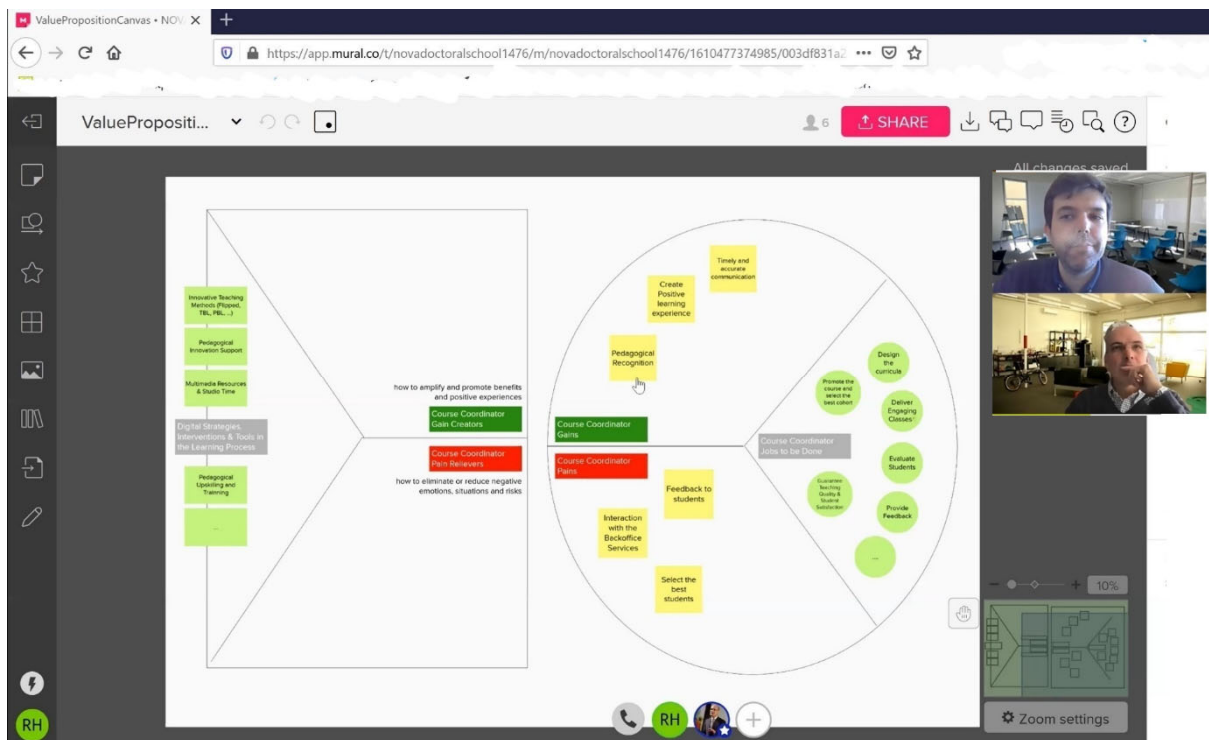 ValuePropositionCanvas • NOV
https://app.mural.co/t/novadoctoralschool1476/m/novadoctoralschool1476/1610477374985/003df831a2
ValuePropositi...
6
SHARE
All changes saved
Innovative Teaching
Methods (Flipped,
TBL, PBL, ...)
Pedegogical
Innovation Support
Multimedia Resources
& Studio Time
Digital Strategies,
Interventions & Tools in
the Learning Process
Pedegogical
Upskilling and
Trainning
...
how to amplify and promote benefits
and positive experiences
Course Coordinator
Gain Creators
Course Coordinator
Pain Relievers
how to eliminate or reduce negative
emotions, situations and risks
Timely and
accurate
communication
Create
Positive
learning
experience
Pedagogical
Recognition
Course Coordinator
Gains
Course Coordinator
Pains
Feedback to
students
Interaction
with the
Backoffice
Services
Select the
best
students
Course Coordinator
Jobs to be Done
Design
the
curricula
Promote the
course and
select the
best cohort
Deliver
Engaging
Classes
Evaluate
Students
Guarantee
Teaching
Quality &
Student
Satisfaction
Provide
Feedback
...
10%
Zoom settings
RH
RH